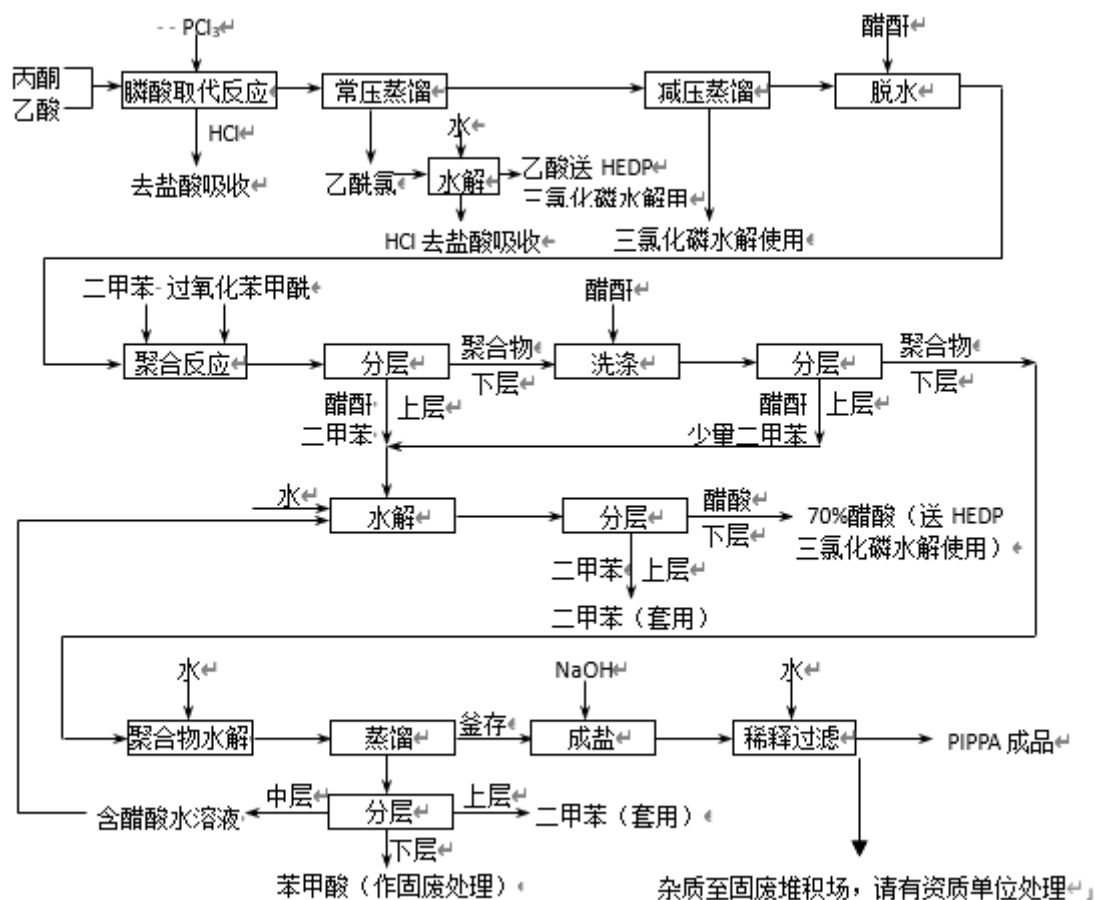 -- PCl₃
醋酐
丙酮
乙酸
膦酸取代反应
常压蒸馏
减压蒸馏
脱水
HCl
水
去盐酸吸收
乙酰氯
水解
乙酸送 HEDP
三氯化磷水解用
HCl 去盐酸吸收
三氯化磷水解使用
二甲苯
过氧化苯甲酰
醋酐
聚合反应
分层
聚合物
下层
洗涤
分层
聚合物
下层
醋酐
二甲苯
上层
醋酐
少量二甲苯
上层
水
水解
分层
醋酸
下层
70%醋酸（送 HEDP
三氯化磷水解使用）
二甲苯
上层
二甲苯（套用）
水
NaOH
水
聚合物水解
蒸馏
釜存
成盐
稀释过滤
PIPPA 成品
含醋酸水溶液
中层
分层
上层
二甲苯（套用）
下层
苯甲酸（作固废处理）
杂质至固废堆积场，请有资质单位处理